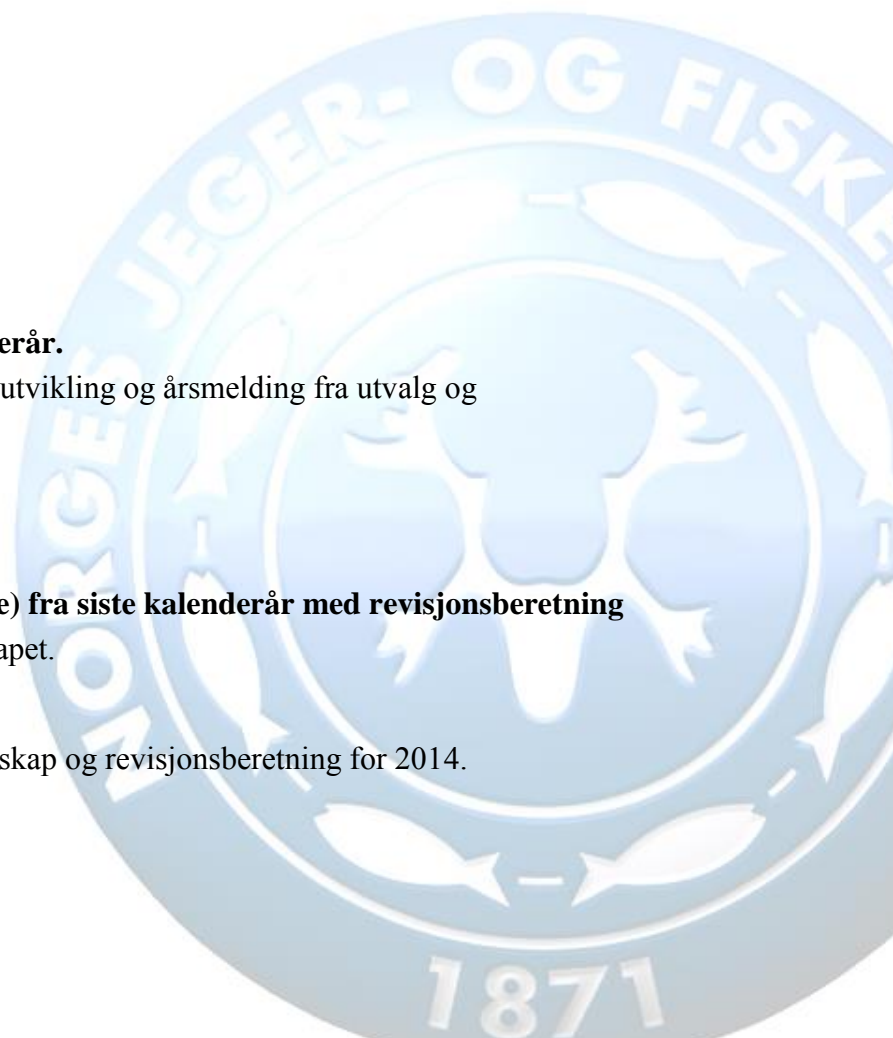 NORGES JEGER- OG FISKE
erår.
utvikling og årsmelding fra utvalg og
e) fra siste kalenderår med revisjonsberetning
apet.
skap og revisjonsberetning for 2014.
1871